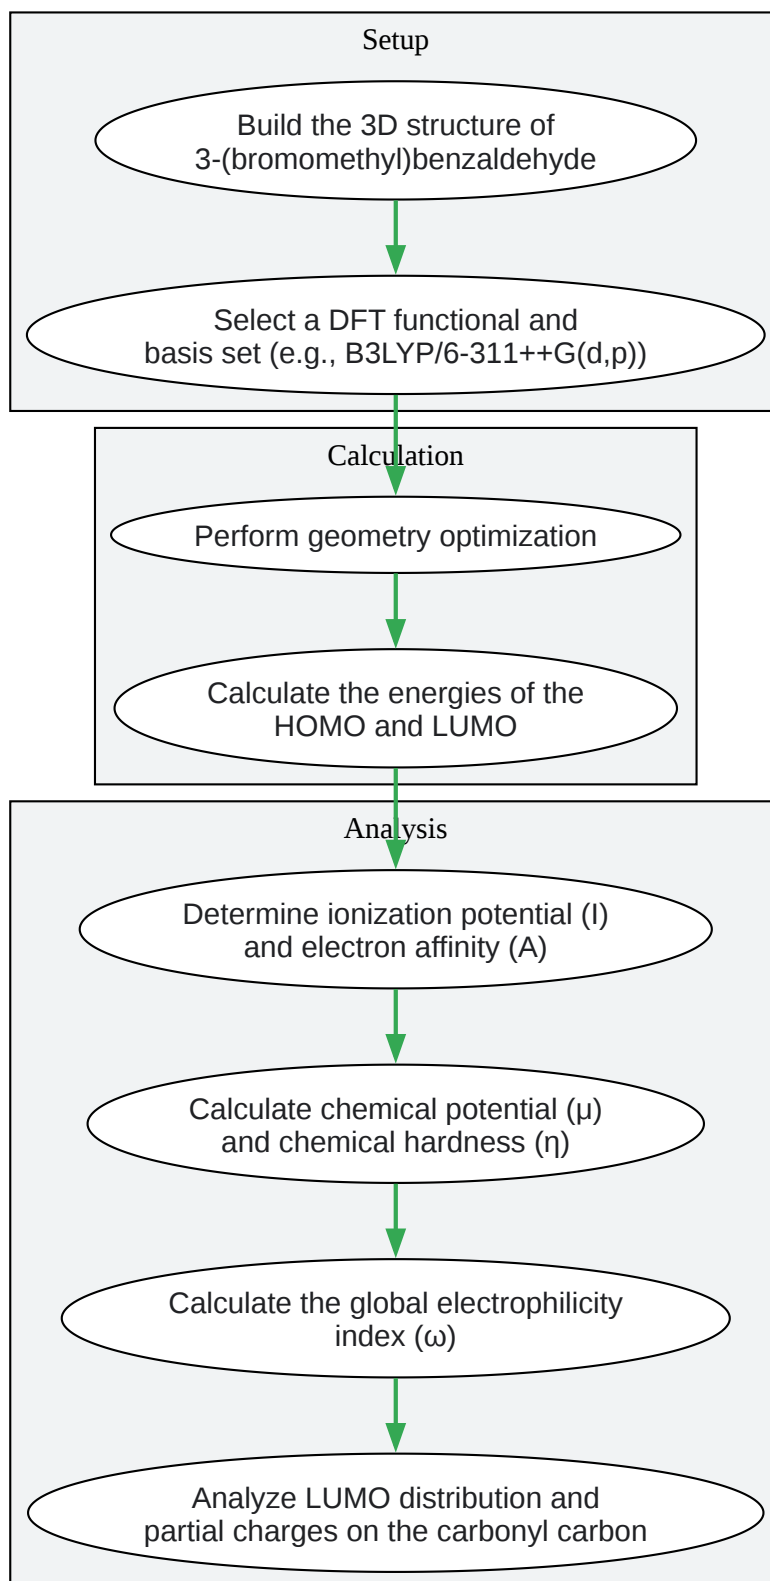 Setup
Build the 3D structure of
3-(bromomethyl)benzaldehyde
Select a DFT functional and
basis set (e.g., B3LYP/6-311++G(d,p))
Calculation
Perform geometry optimization
Calculate the energies of the
HOMO and LUMO
Analysis
Determine ionization potential (I)
and electron affinity (A)
Calculate chemical potential (μ)
and chemical hardness (η)
Calculate the global electrophilicity
index (ω)
Analyze LUMO distribution and
partial charges on the carbonyl carbon